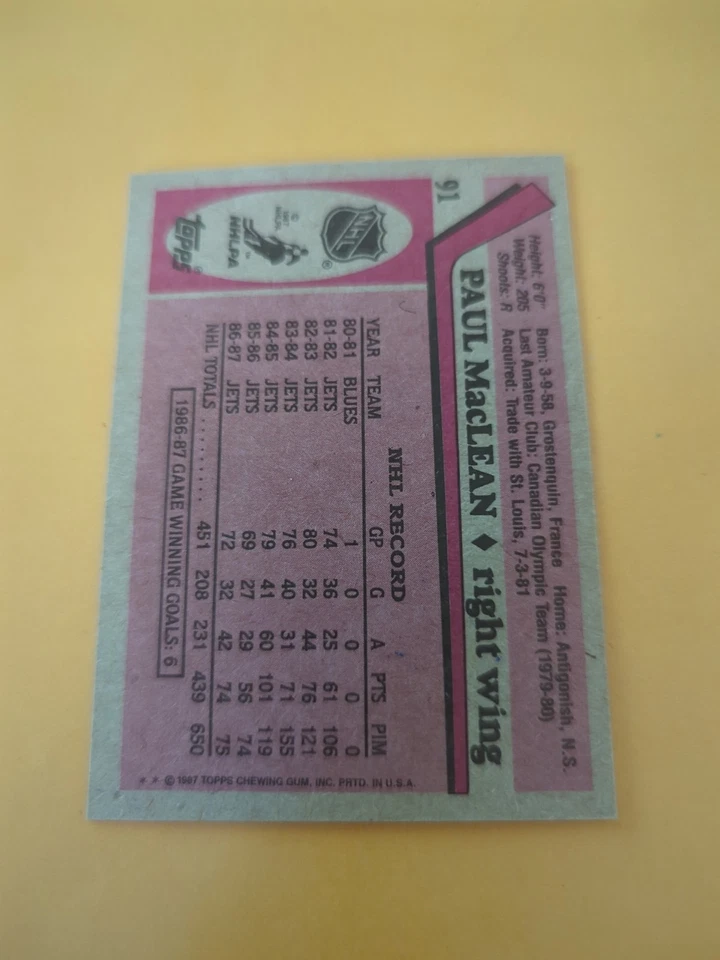 91
Height: 6'0" Born: 3-9-58, Grostenquin, France Home: Antigonish, N.S.
Weight: 205 Last Amateur Club: Canadian Olympic Team (1979-80)
Shoots: R Acquired: Trade with St. Louis, 7-3-81
PAUL MacLEAN ♦ right wing
NHL
®
© 1987 NHLPA
NHLPA
™
TOPPS®
NHL RECORD
YEAR TEAM GP G A PTS PIM
80-81 BLUES 1 0 0 0 0
81-82 JETS 74 36 25 61 106
82-83 JETS 80 32 44 76 121
83-84 JETS 76 40 31 71 155
84-85 JETS 79 41 60 101 119
85-86 JETS 69 27 29 56 74
86-87 JETS 72 32 42 74 75
NHL TOTALS ......... 451 208 231 439 650
1986-87 GAME WINNING GOALS: 6
* * © 1987 TOPPS CHEWING GUM, INC. PRTD. IN U.S.A.